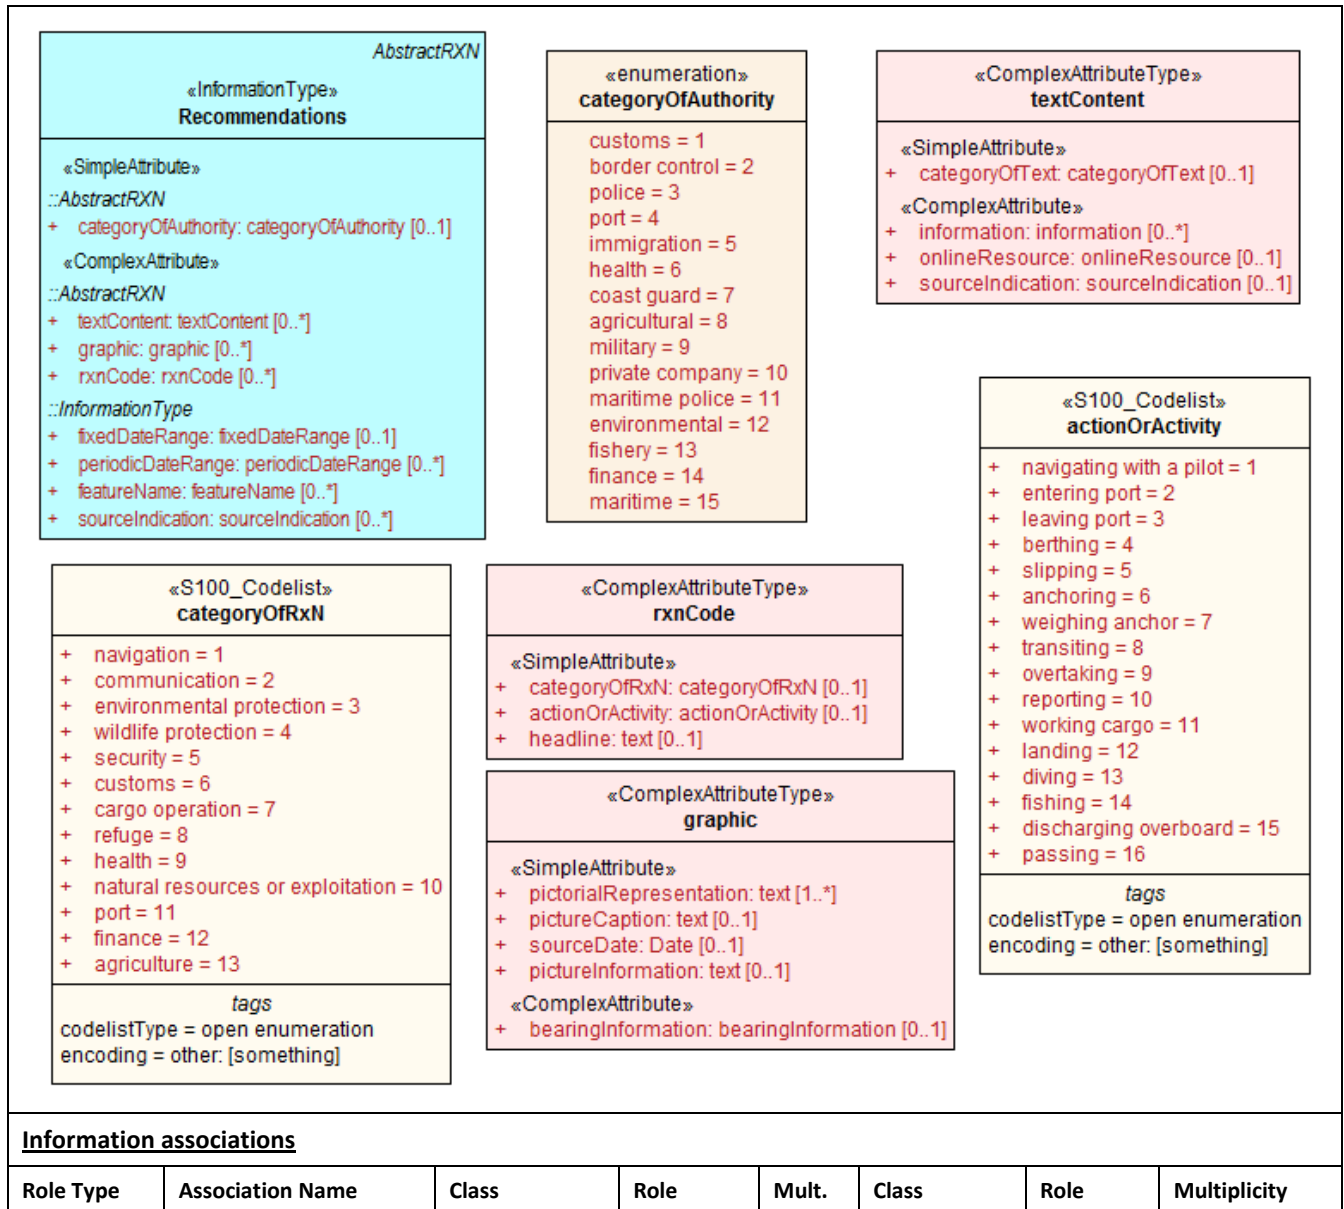 AbstractRXN
«InformationType»
Recommendations
«SimpleAttribute»
::AbstractRXN
+ categoryOfAuthority: categoryOfAuthority [0..1]
«ComplexAttribute»
::AbstractRXN
+ textContent: textContent [0..*]
+ graphic: graphic [0..*]
+ rxnCode: rxnCode [0..*]
::InformationType
+ fixedDateRange: fixedDateRange [0..1]
+ periodicDateRange: periodicDateRange [0..*]
+ featureName: featureName [0..*]
+ sourceIndication: sourceIndication [0..*]
«enumeration»
categoryOfAuthority
customs = 1
border control = 2
police = 3
port = 4
immigration = 5
health = 6
coast guard = 7
agricultural = 8
military = 9
private company = 10
maritime police = 11
environmental = 12
fishery = 13
finance = 14
maritime = 15
«ComplexAttributeType»
textContent
«SimpleAttribute»
+ categoryOfText: categoryOfText [0..1]
«ComplexAttribute»
+ information: information [0..*]
+ onlineResource: onlineResource [0..1]
+ sourceIndication: sourceIndication [0..1]
«S100_Codelist»
categoryOfRxN
+ navigation = 1
+ communication = 2
+ environmental protection = 3
+ wildlife protection = 4
+ security = 5
+ customs = 6
+ cargo operation = 7
+ refuge = 8
+ health = 9
+ natural resources or exploitation = 10
+ port = 11
+ finance = 12
+ agriculture = 13
tags
codelistType = open enumeration
encoding = other: [something]
«ComplexAttributeType»
rxnCode
«SimpleAttribute»
+ categoryOfRxN: categoryOfRxN [0..1]
+ actionOrActivity: actionOrActivity [0..1]
+ headline: text [0..1]
«ComplexAttributeType»
graphic
«SimpleAttribute»
+ pictorialRepresentation: text [1..*]
+ pictureCaption: text [0..1]
+ sourceDate: Date [0..1]
+ pictureInformation: text [0..1]
«ComplexAttribute»
+ bearingInformation: bearingInformation [0..1]
«S100_Codelist»
actionOrActivity
+ navigating with a pilot = 1
+ entering port = 2
+ leaving port = 3
+ berthing = 4
+ slipping = 5
+ anchoring = 6
+ weighing anchor = 7
+ transiting = 8
+ overtaking = 9
+ reporting = 10
+ working cargo = 11
+ landing = 12
+ diving = 13
+ fishing = 14
+ discharging overboard = 15
+ passing = 16
tags
codelistType = open enumeration
encoding = other: [something]
Information associations
Role Type Association Name Class Role Mult. Class Role Multiplicity